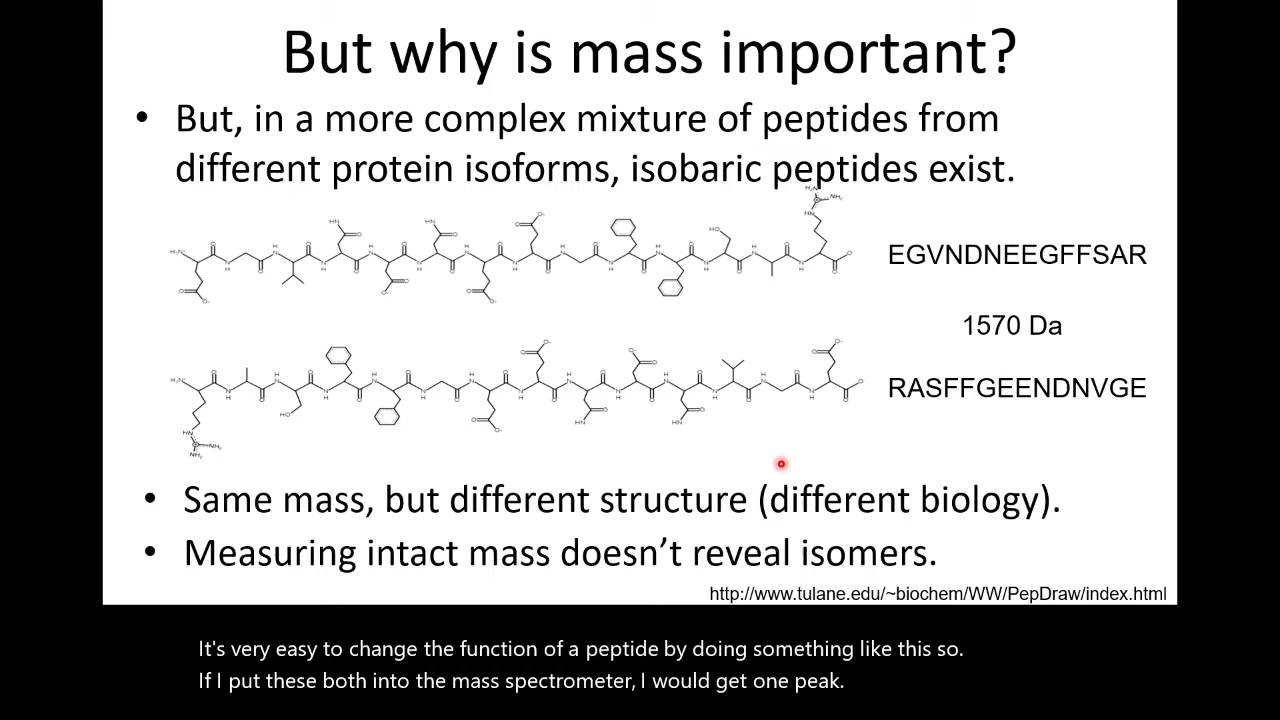 But why is mass important?
• But, in a more complex mixture of peptides from
different protein isoforms, isobaric peptides exist.
EGVNDNEEGFFSAR
1570 Da
RASFFGEENDNVGE
• Same mass, but different structure (different biology).
• Measuring intact mass doesn’t reveal isomers.
http://www.tulane.edu/~biochem/WW/PepDraw/index.html
It's very easy to change the function of a peptide by doing something like this so.
If I put these both into the mass spectrometer, I would get one peak.